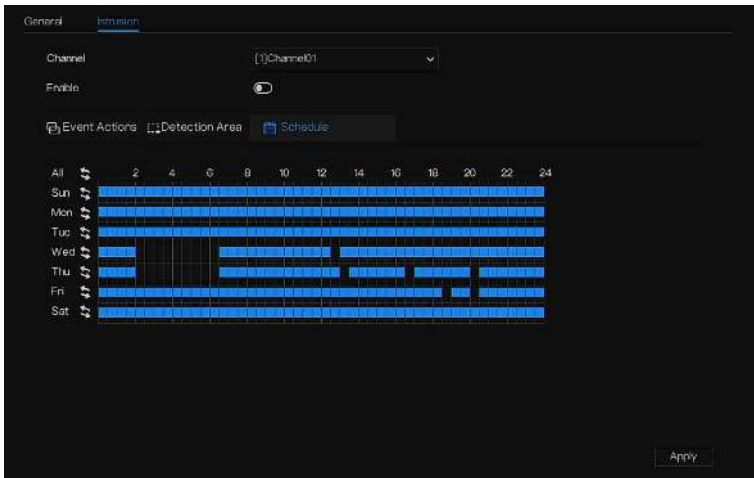 General Intrusion
Channel [1]Channel01
Enable
Event Actions Detection Area Schedule
All 2 4 6 8 10 12 14 16 18 20 22 24
Sun
Mon
Tue
Wed
Thu
Fri
Sat
Apply